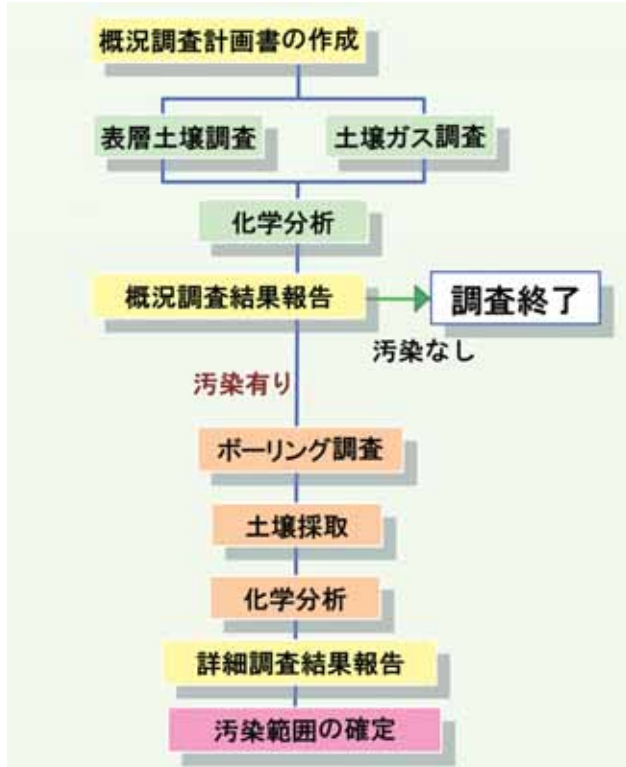 概況調査計画書の作成
表層土壌調査
土壌ガス調査
化学分析
概況調査結果報告
調査終了
汚染なし
汚染有り
ボーリング調査
土壌採取
化学分析
詳細調査結果報告
汚染範囲の確定